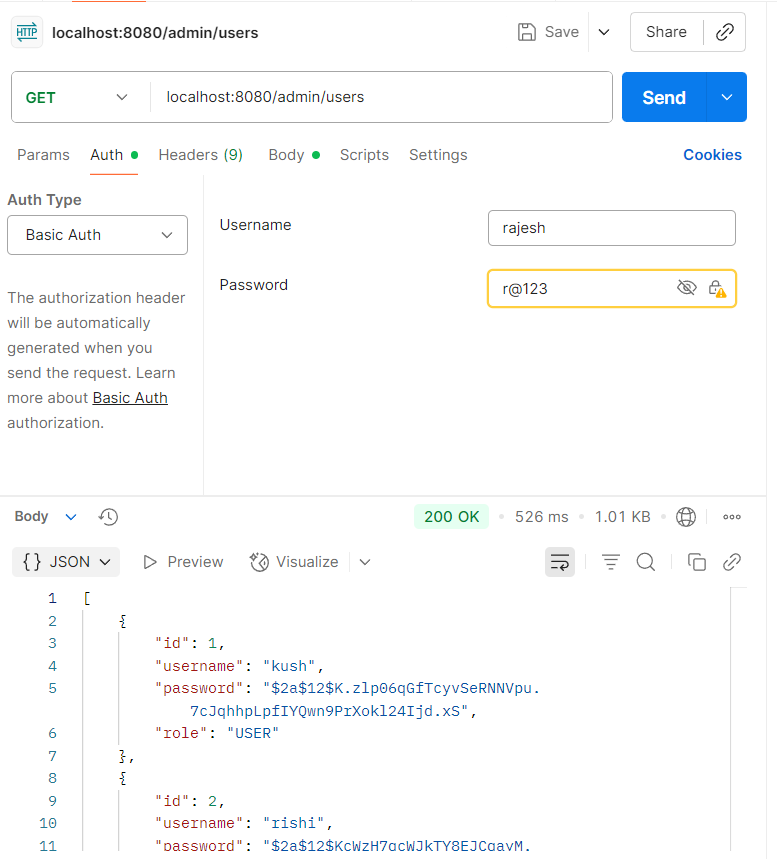 HTTP localhost:8080/admin/users Save Share
GET localhost:8080/admin/users Send
Params Auth Headers (9) Body Scripts Settings Cookies
Auth Type
Basic Auth
The authorization header
will be automatically
generated when you
send the request. Learn
more about Basic Auth
authorization.
Username rajesh
Password r@123
Body 200 OK 526 ms 1.01 KB
{} JSON Preview Visualize
1 [
2 {
3 "id": 1,
4 "username": "kush",
5 "password": "$2a$12$K.zlp06qGfTcyvSeRNNVpu.
7cJqhhpLpfIYQwn9PrXokl24Ijd.xS",
6 "role": "USER"
7 },
8 {
9 "id": 2,
10 "username": "rishi",
11 "password": "$2a$12$KcWzH7gcWJkTY8EJCgavM.